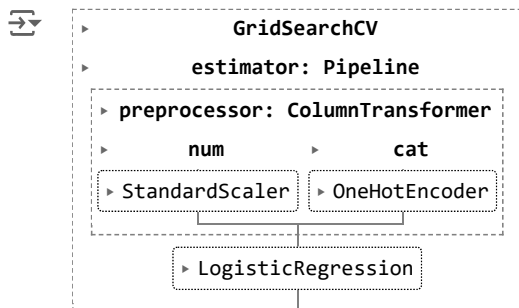 GridSearchCV
estimator: Pipeline
preprocessor: ColumnTransformer
num cat
StandardScaler OneHotEncoder
LogisticRegression